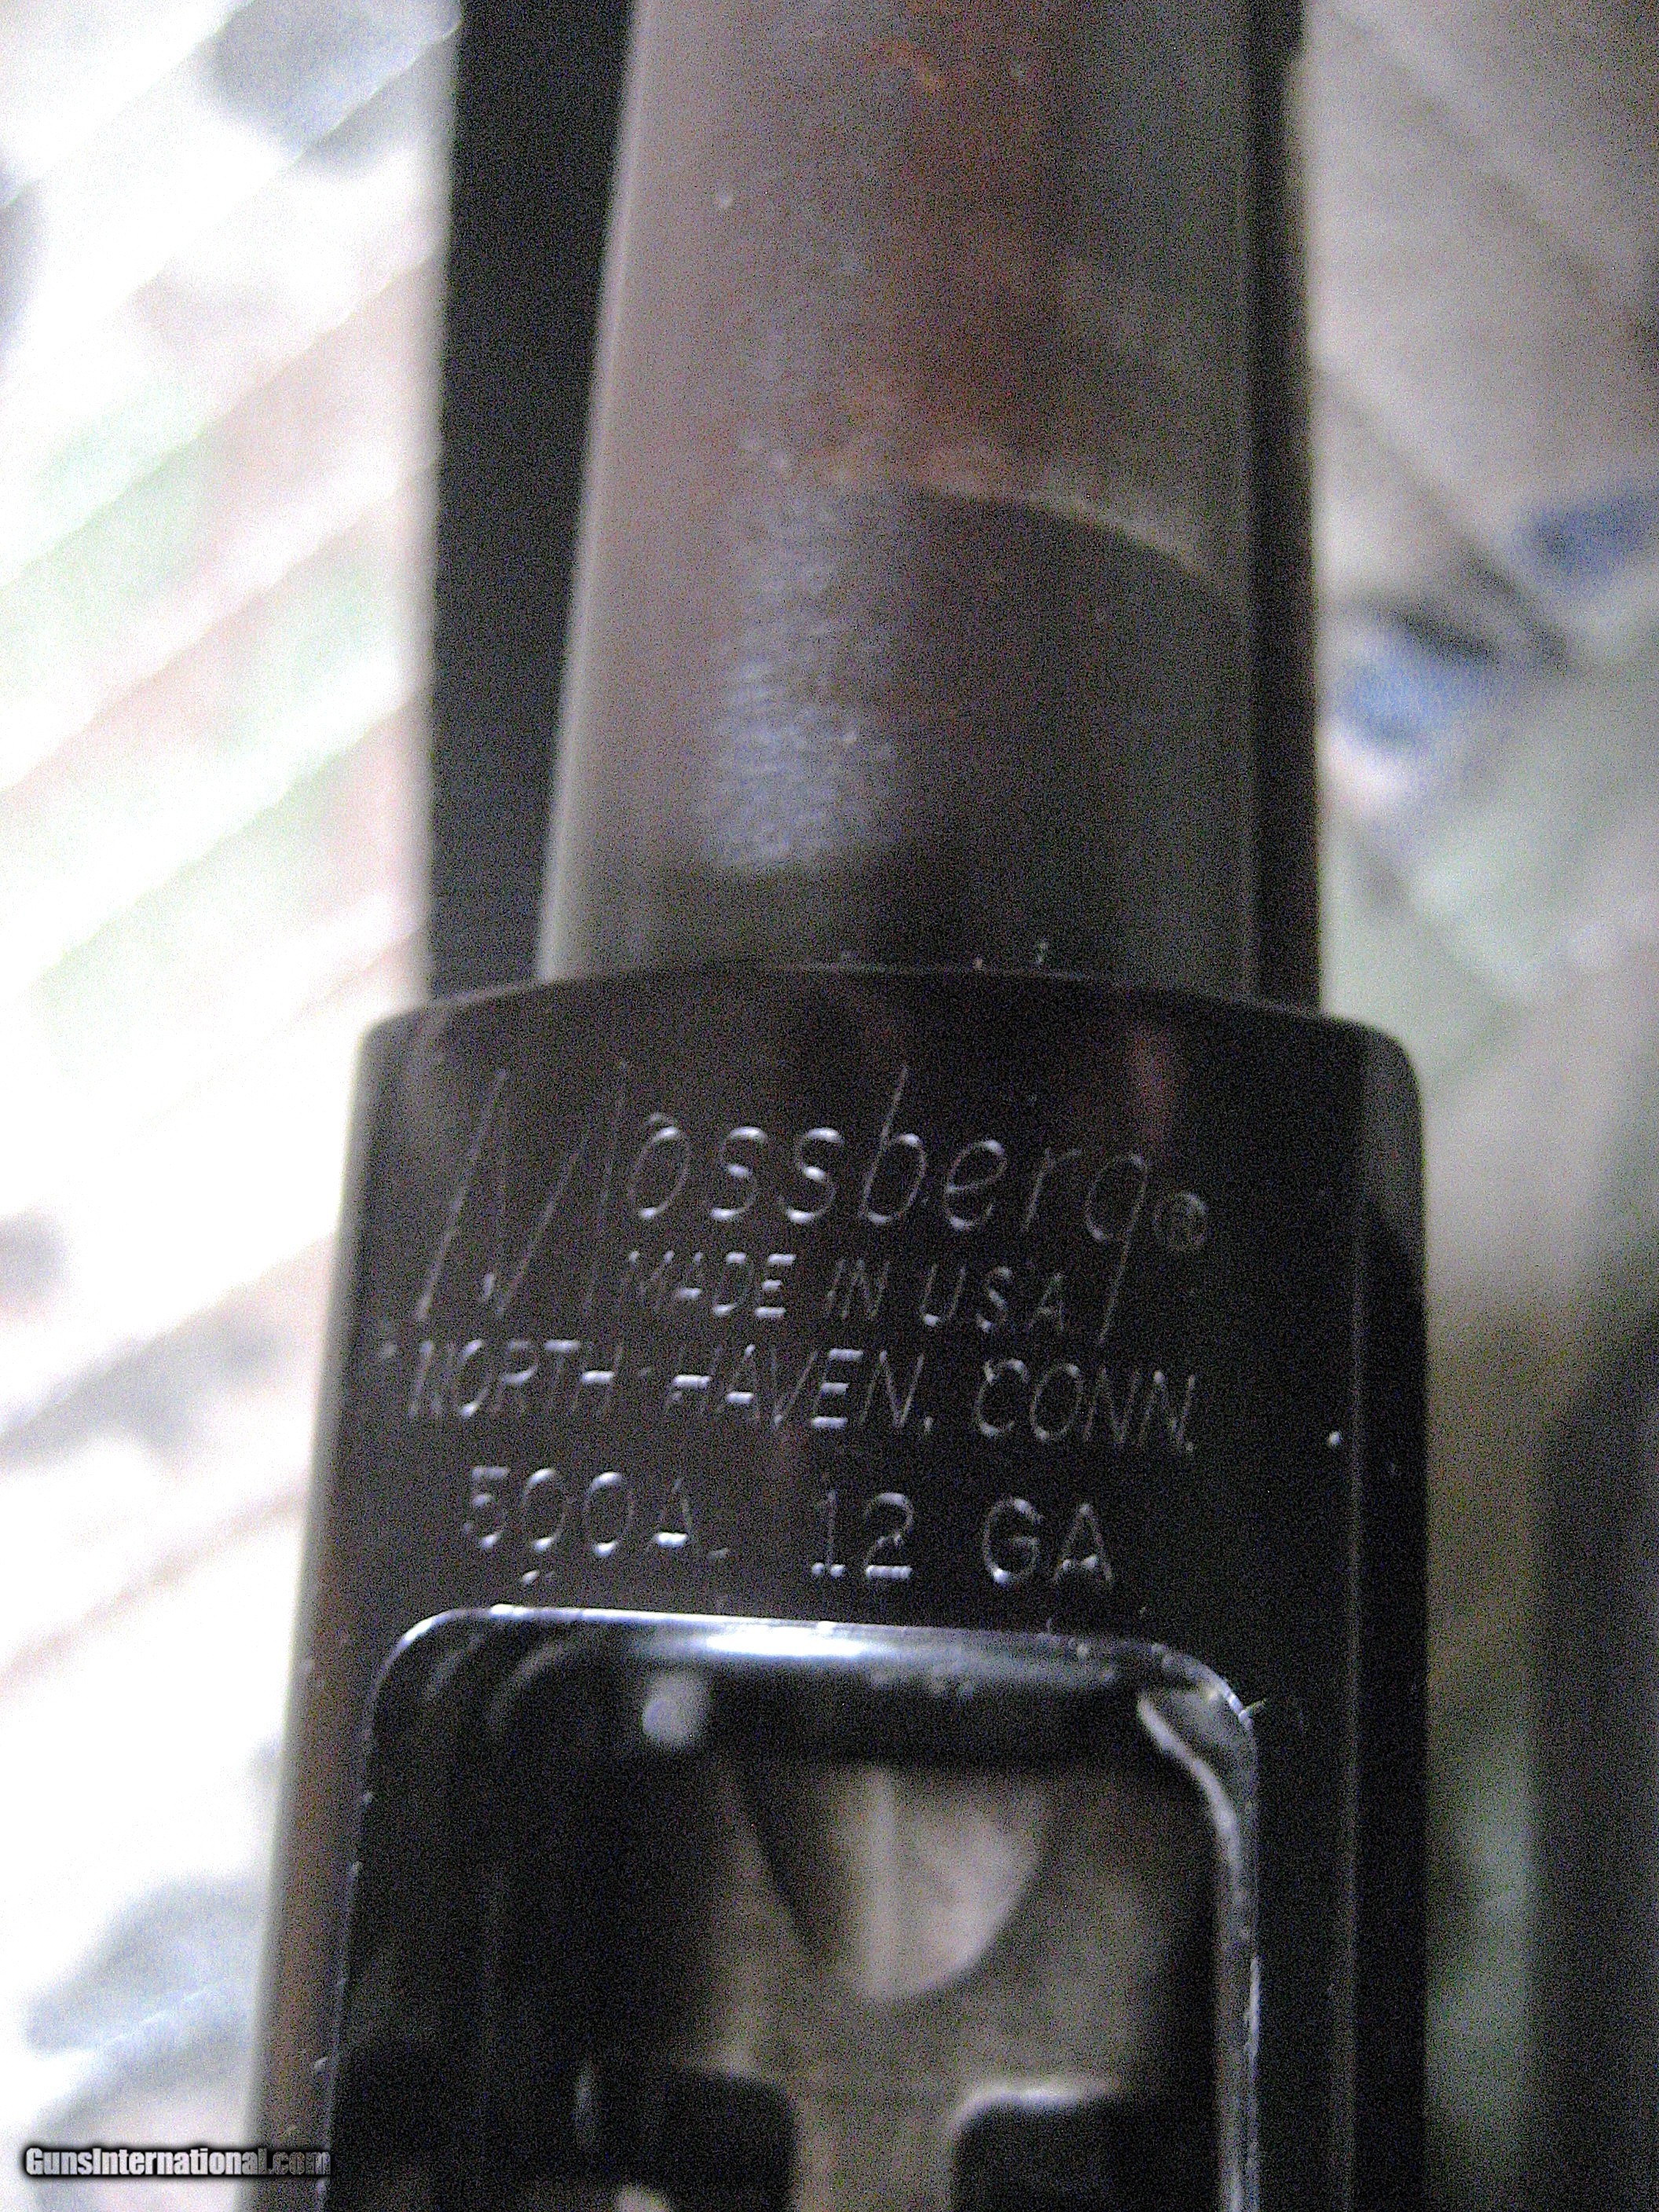 Mossberg®
MADE IN U.S.A.
NORTH HAVEN, CONN.
500A 12 GA
GunsInternational.com